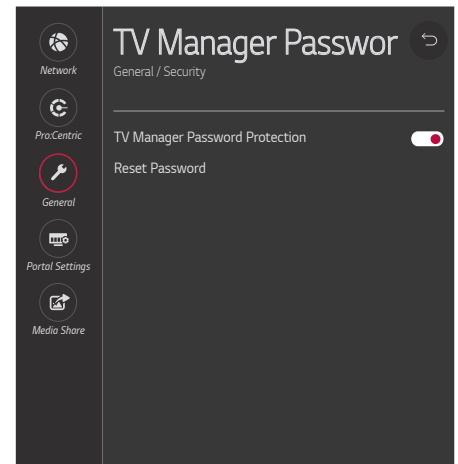 TV Manager Passwor
General / Security
Network
Pro:Centric
General
Portal Settings
Media Share
TV Manager Password Protection
Reset Password